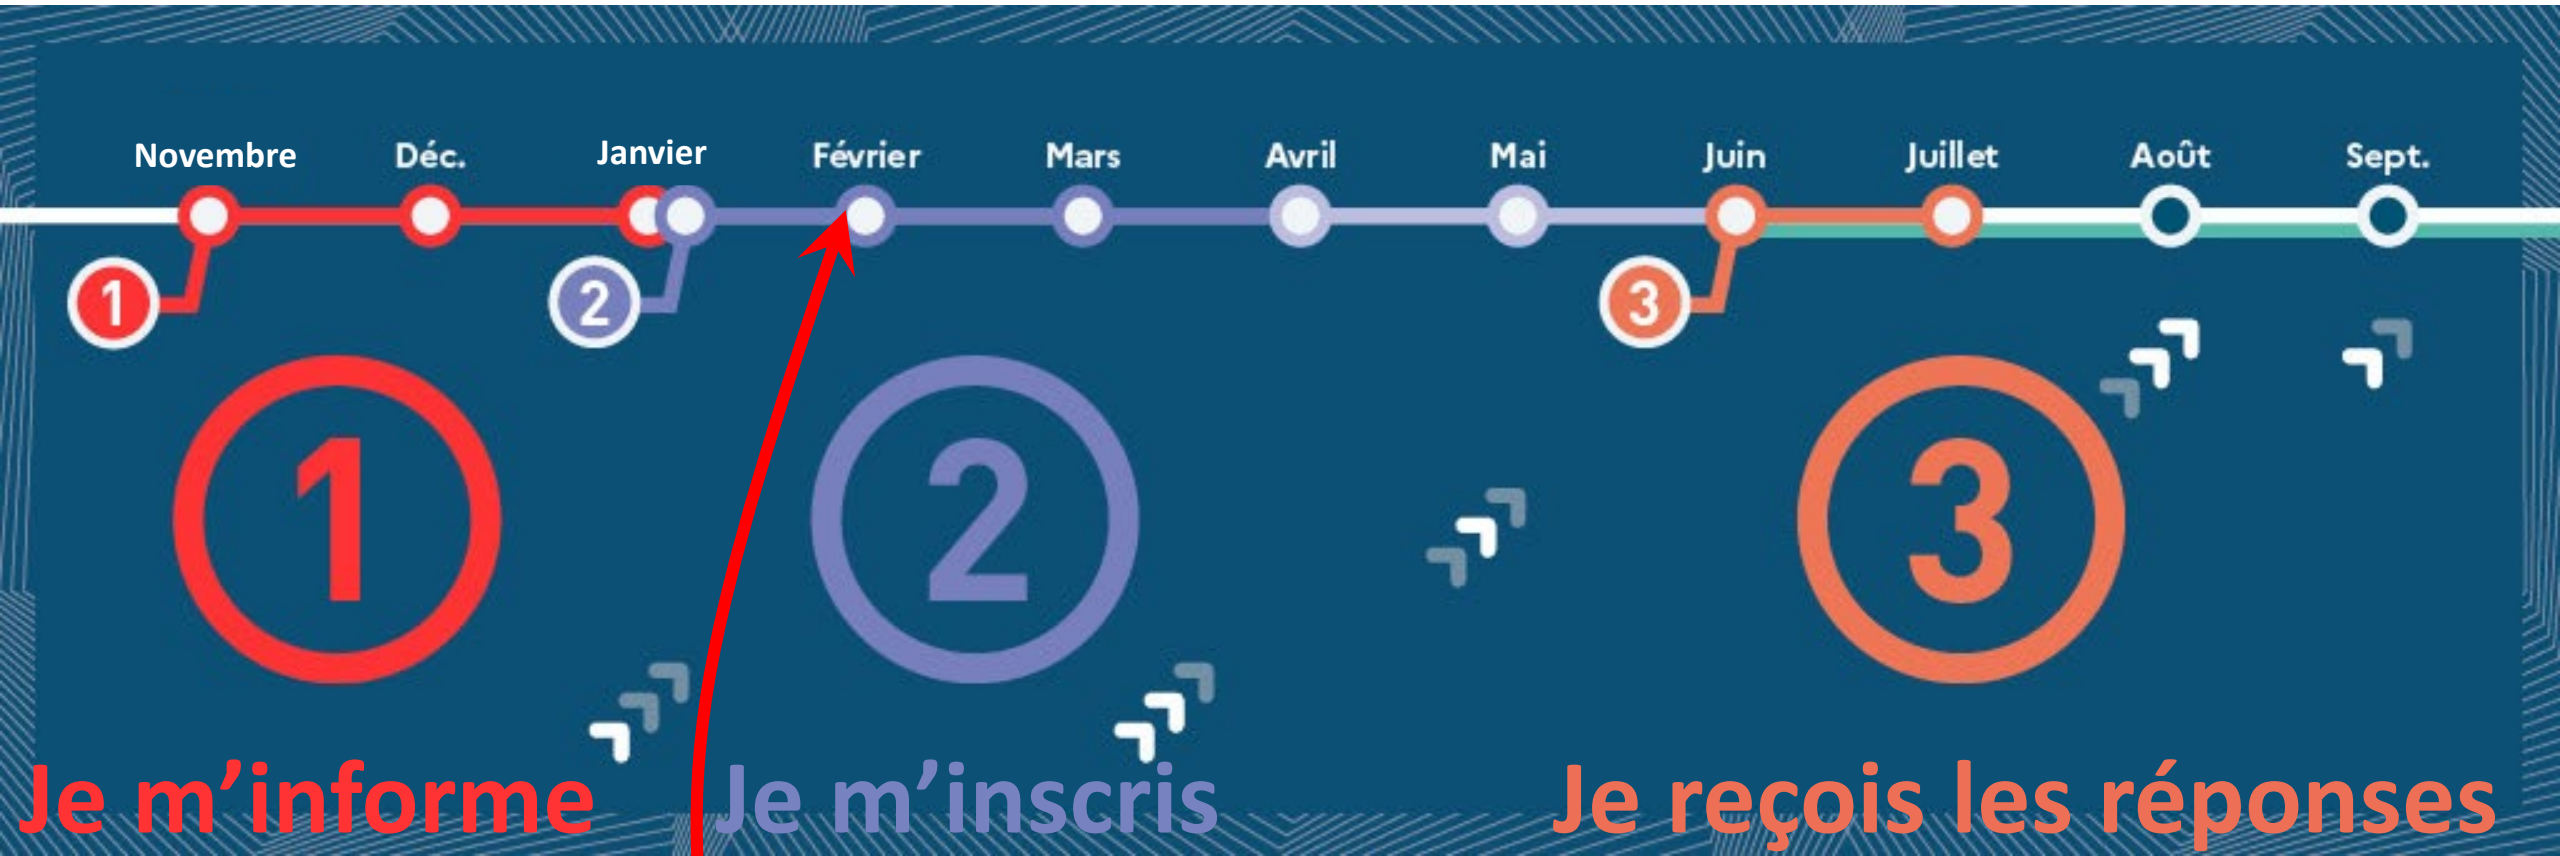 Novembre Déc. Janvier Février Mars Avril Mai Juin Juillet Août Sept.
1 2 3
1 2 3
Je m’informe Je m’inscris Je reçois les réponses